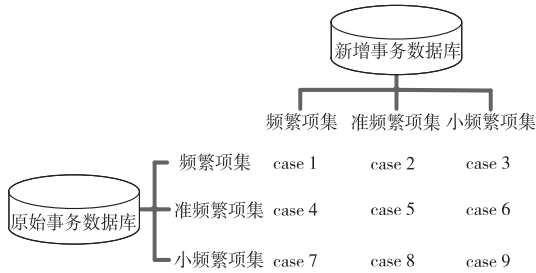 新增事务数据库
频繁项集 准频繁项集 小频繁项集
频繁项集 case 1 case 2 case 3
原始事务数据库
准频繁项集 case 4 case 5 case 6
小频繁项集 case 7 case 8 case 9